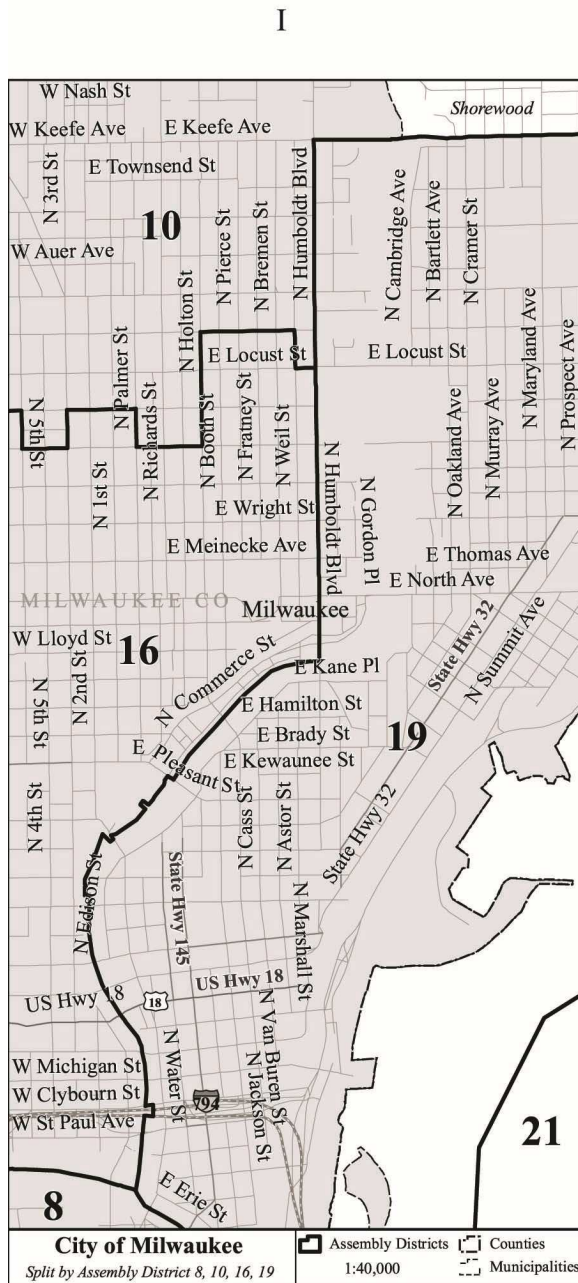 I
W Nash St
Shorewood
W Keefe Ave
E Keefe Ave
E Townsend St
N 3rd St
10
N Humboldt Blvd
N Cambridge Ave
N Bartlett Ave
N Cramer St
N Pierce St
N Bremen St
W Auer Ave
N Holton St
N Palmer St
E Locust St
E Locust St
N Maryland Ave
N Prospect Ave
N 5th St
N Richards St
N Booth St
N Fratney St
N Weil St
N Oakland Ave
N Murray Ave
N 1st St
N Humboldt Blvd
N Gordon Pl
E Wright St
E Meinecke Ave
E Thomas Ave
E North Ave
MILWAUKEE CO
Milwaukee
W Lloyd St
16
N 2nd St
N Commerce St
E Kane Pl
State Hwy 32
N Summit Ave
N 5th St
E Hamilton St
E Brady St
19
E Pleasant St
E Kewaunee St
N 4th St
N Cass St
N Astor St
State Hwy 32
N Edison St
State Hwy 145
N Marshall St
US Hwy 18
18
US Hwy 18
N Water St
N Van Buren St
N Jackson St
W Michigan St
W Clybourn St
794
W St Paul Ave
21
8
E Erie St
City of Milwaukee
Split by Assembly District 8, 10, 16, 19
Assembly Districts
Counties
1:40,000
Municipalities